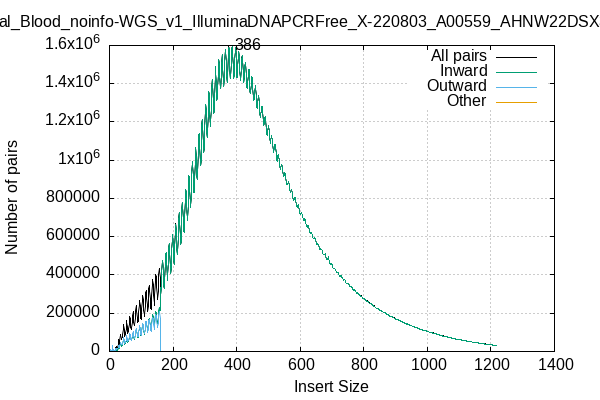 al_Blood_noinfo-WGS_v1_IlluminaDNAPCRFree_X-220803_A00559_AHNW22DSX
1.6x10^6
386
All pairs
Inward
Outward
Other
1.4x10^6
1.2x10^6
1x10^6
800000
600000
400000
200000
0
Number of pairs
0 200 400 600 800 1000 1200 1400
Insert Size